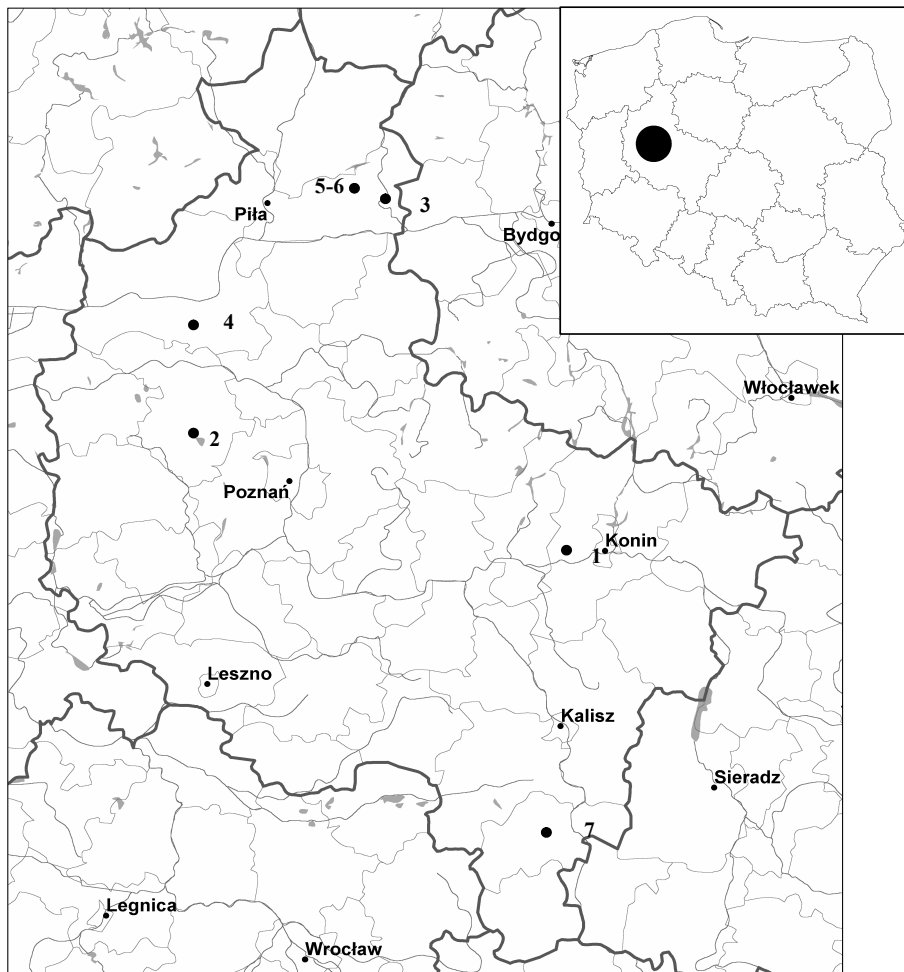 5-6
3
Piła
Bydgo
4
Włocławek
2
Poznań
Konin
1
Leszno
Kalisz
Sieradz
7
Legnica
Wrocław